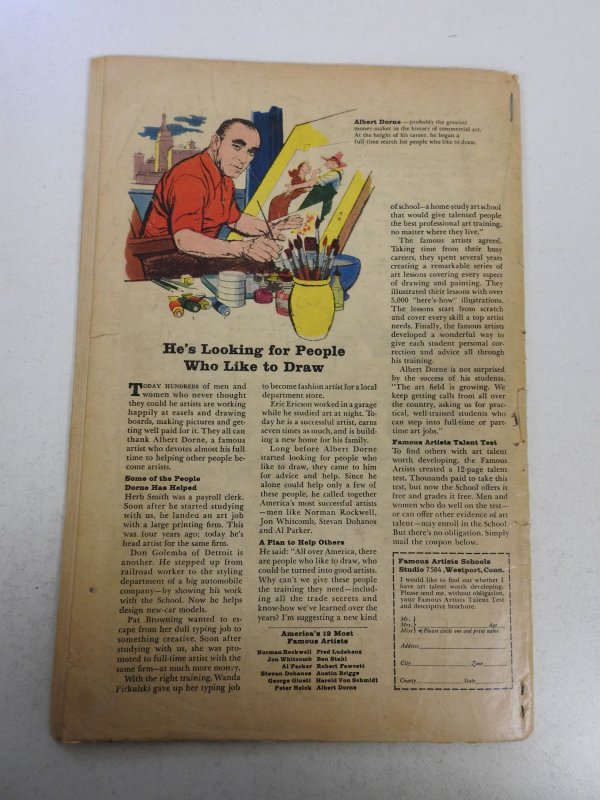 Albert Dorne — probably the greatest
money-maker in the history of commercial art.
At the height of his career, he began a
full-time search for people who like to draw.
He's Looking for People
Who Like to Draw
TODAY HUNDREDS of men and
women who never thought
they could be artists are working
happily at easels and drawing
boards, making pictures and get-
ting well paid for it. They all can
thank Albert Dorne, a famous
artist who devotes almost his full
time to helping other people be-
come artists.
Some of the People
Dorne Has Helped
Herb Smith was a payroll clerk.
Soon after he started studying
with us, he landed an art job
with a large printing firm. This
was four years ago; today he's
head artist for the same firm.
Don Golemba of Detroit is
another. He stepped up from
railroad worker to the styling
department of a big automobile
company—by showing his work
with the School. Now he helps
design new-car models.
Pat Browning wanted to es-
cape from her dull typing job to
something creative. Soon after
studying with us, she was pro-
moted to full-time artist with the
same firm—at much more money.
With the right training, Wanda
Pickulski gave up her typing job
to become fashion artist for a local
department store.
Eric Ericson worked in a garage
while he studied art at night. To-
day he is a successful artist, earns
seven times as much, and is build-
ing a new home for his family.
Long before Albert Dorne
started looking for people who
like to draw, they came to him
for advice and help. Since he
alone could help only a few of
these people, he called together
America's most successful artists
—men like Norman Rockwell,
Jon Whitcomb, Stevan Dohanos
and Al Parker.
A Plan to Help Others
He said: "All over America, there
are people who like to draw, who
could be turned into good artists.
Why can't we give these people
the training they need—includ-
ing all the trade secrets and
know-how we've learned over the
years? I'm suggesting a new kind
America's 12 Most
Famous Artists
Norman Rockwell Fred Ludekens
Jon Whitcomb Ben Stahl
Al Parker Robert Fawcett
Stevan Dohanos Austin Briggs
George Giusti Harold Von Schmidt
Peter Helck Albert Dorne
of school—a home-study art school
that would give talented people
the best professional art training,
no matter where they live."
The famous artists agreed.
Taking time from their busy
careers, they spent several years
creating a remarkable series of
art lessons covering every aspect
of drawing and painting. They
illustrated their lessons with over
5,000 "here's-how" illustrations.
The lessons start from scratch
and cover every skill a top artist
needs. Finally, the famous artists
developed a wonderful way to
give each student personal cor-
rection and advice all through
his training.
Albert Dorne is not surprised
by the success of his students.
"The art field is growing. We
keep getting calls from all over
the country, asking us for prac-
tical, well-trained students who
can step into full-time or part-
time art jobs."
Famous Artists Talent Test
To find others with art talent
worth developing, the Famous
Artists created a 12-page talent
test. Thousands paid to take this
test, but now the School offers it
free and grades it free. Men and
women who do well on the test—
or can offer other evidence of art
talent—may enroll in the School.
But there's no obligation. Simply
mail the coupon below.
Famous Artists Schools
Studio 7584, Westport, Conn.
I would like to find out whether I
have art talent worth developing.
Please send me, without obligation,
your Famous Artists Talent Test
and descriptive brochure.
Mr.
Mrs. Age
Miss Please circle one and print name
Address
City Zone
County State